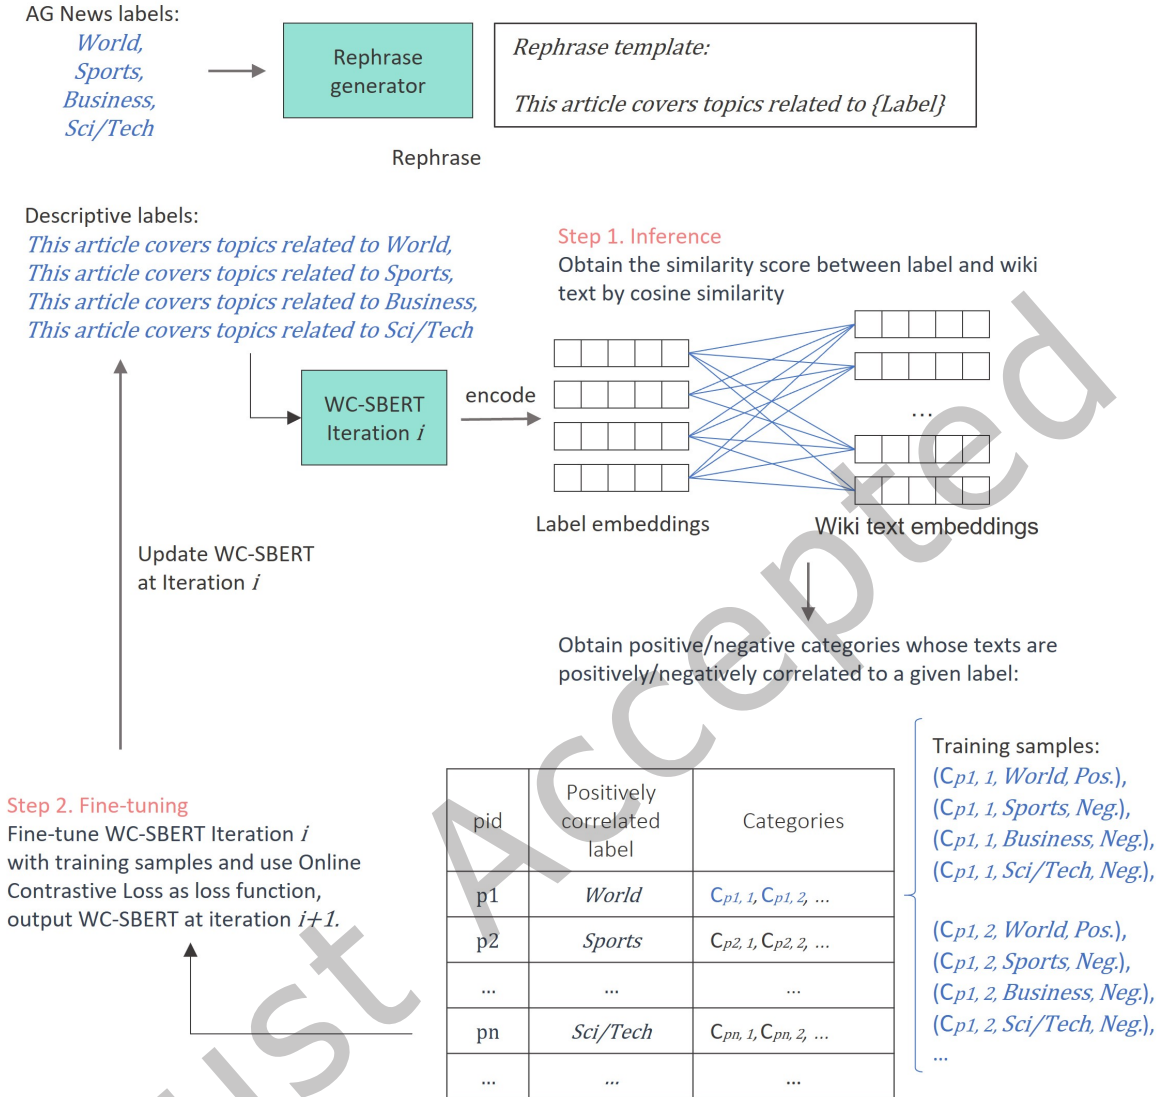 AG News labels:
World,
Sports,
Business,
Sci/Tech
Rephrase
generator
Rephrase template:
This article covers topics related to {Label}
Rephrase
Descriptive labels:
This article covers topics related to World,
This article covers topics related to Sports,
This article covers topics related to Business,
This article covers topics related to Sci/Tech
Step 1. Inference
Obtain the similarity score between label and wiki
text by cosine similarity
WC-SBERT
Iteration i
encode
...
Label embeddings
Wiki text embeddings
Update WC-SBERT
at Iteration i
Obtain positive/negative categories whose texts are
positively/negatively correlated to a given label:
Step 2. Fine-tuning
Fine-tune WC-SBERT Iteration i
with training samples and use Online
Contrastive Loss as loss function,
output WC-SBERT at iteration i+1.
pid Positively correlated label Categories
p1 World Cp1, 1, Cp1, 2, ...
p2 Sports Cp2, 1, Cp2, 2, ...
... ... ...
pn Sci/Tech Cpn, 1, Cpn, 2, ...
... ... ...
Training samples:
(Cp1, 1, World, Pos.),
(Cp1, 1, Sports, Neg.),
(Cp1, 1, Business, Neg.),
(Cp1, 1, Sci/Tech, Neg.),
(Cp1, 2, World, Pos.),
(Cp1, 2, Sports, Neg.),
(Cp1, 2, Business, Neg.),
(Cp1, 2, Sci/Tech, Neg.),
...
ust Accepted